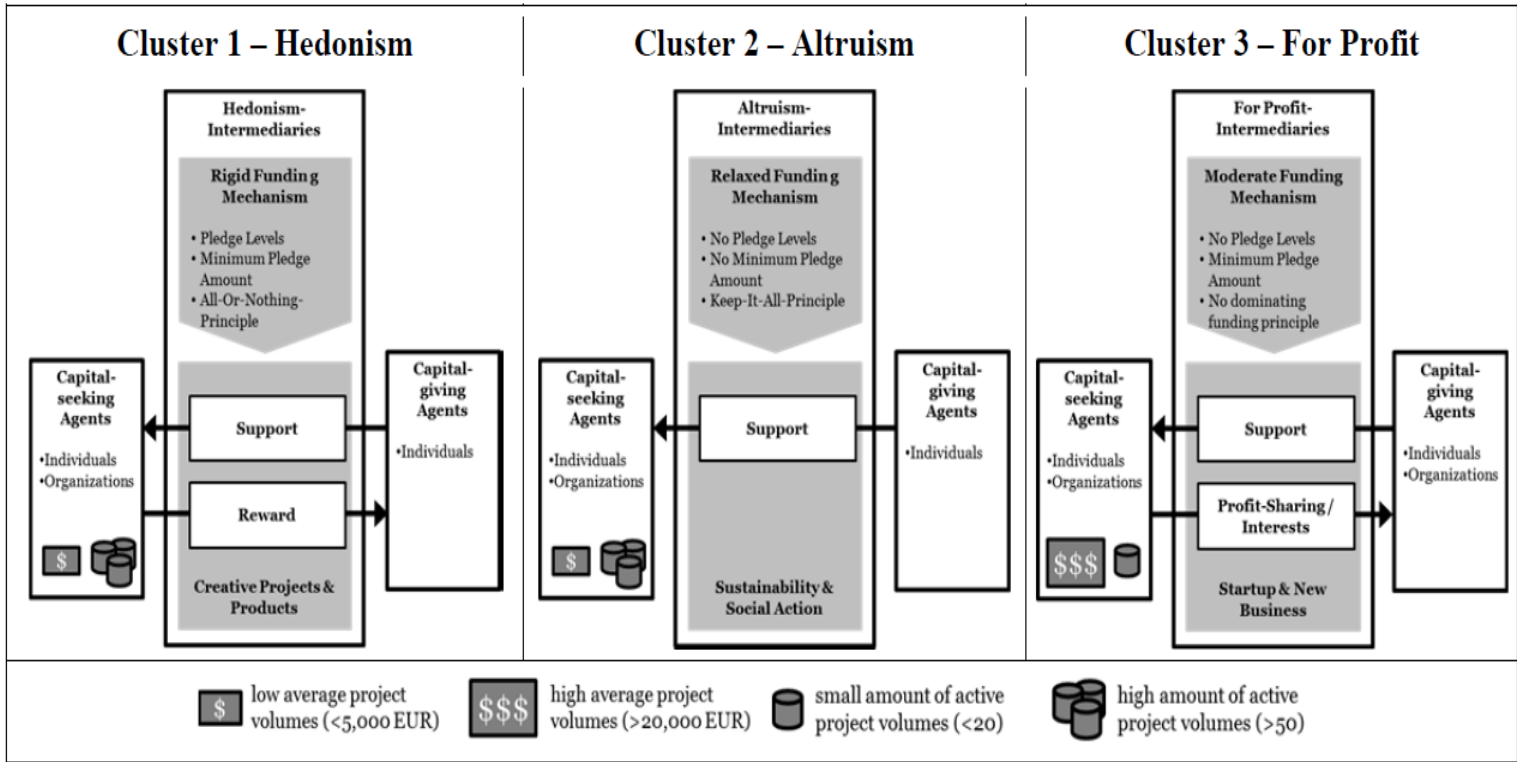 Cluster 1 – Hedonism
Hedonism-
Intermediaries
Rigid Funding
Mechanism
• Pledge Levels
• Minimum Pledge
Amount
• All-Or-Nothing-
Principle
Capital-
seeking
Agents
•Individuals
•Organizations
$
Support
Reward
Creative Projects &
Products
Capital-
giving
Agents
•Individuals
Cluster 2 – Altruism
Altruism-
Intermediaries
Relaxed Funding
Mechanism
• No Pledge Levels
• No Minimum Pledge
Amount
• Keep-It-All-Principle
Capital-
seeking
Agents
•Individuals
•Organizations
$
Support
Sustainability &
Social Action
Capital-
giving
Agents
•Individuals
Cluster 3 – For Profit
For Profit-
Intermediaries
Moderate Funding
Mechanism
• No Pledge Levels
• Minimum Pledge
Amount
• No dominating
funding principle
Capital-
seeking
Agents
•Individuals
•Organizations
$$$
Support
Profit-Sharing/
Interests
Startup & New
Business
Capital-
giving
Agents
•Individuals
•Organizations
$
low average project
volumes (<5,000 EUR)
$$$
high average project
volumes (>20,000 EUR)
small amount of active
project volumes (<20)
high amount of active
project volumes (>50)